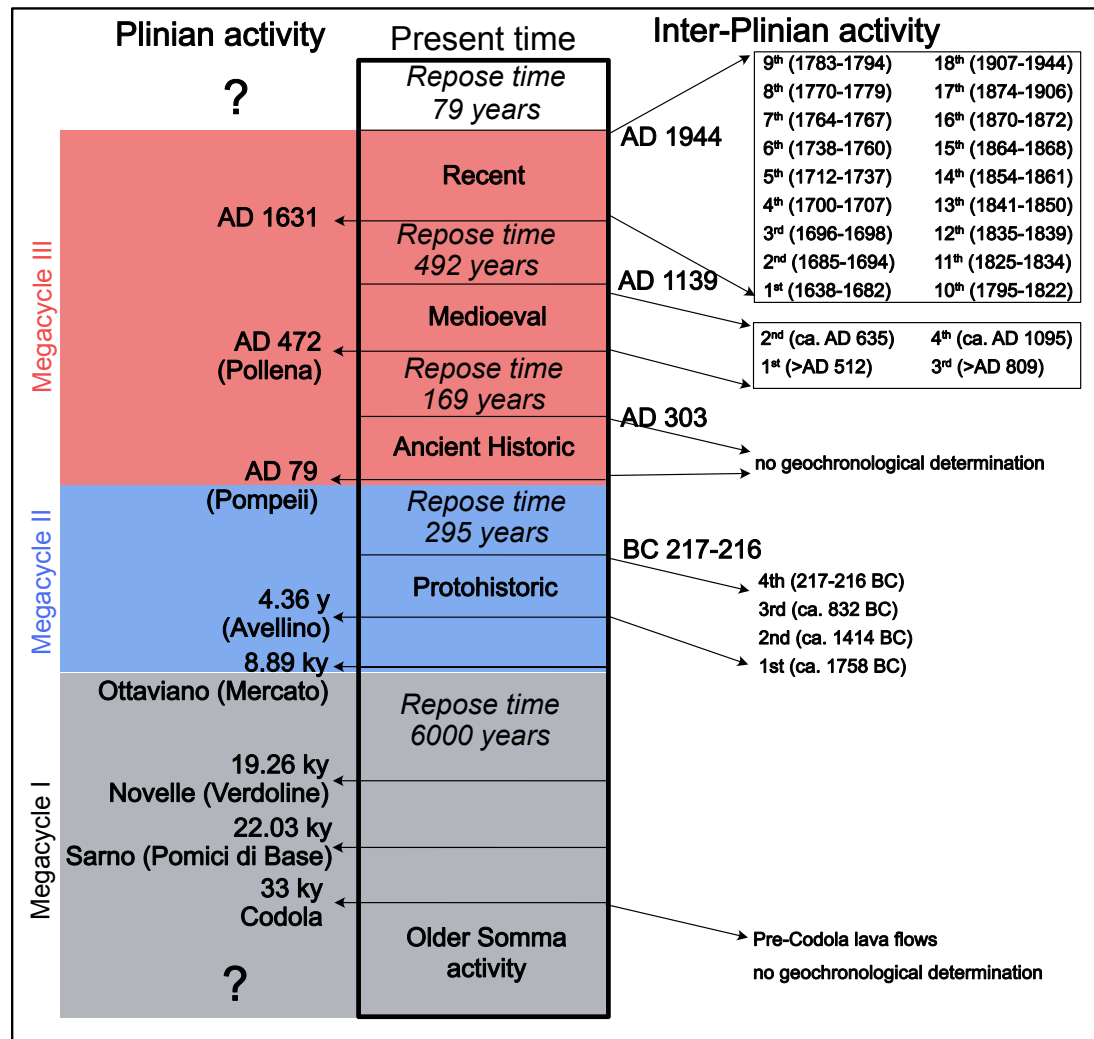 Plinian activity
Present time
Inter-Plinian activity
?
Repose time
79 years
AD 1944
Recent
AD 1631
Repose time
492 years
AD 1139
Medioeval
AD 472
(Pollena)
Repose time
169 years
AD 303
Ancient Historic
AD 79
(Pompeii)
Repose time
295 years
BC 217-216
Protohistoric
4.36 y
(Avellino)
8.89 ky
Ottaviano (Mercato)
Repose time
6000 years
19.26 ky
Novelle (Verdoline)
22.03 ky
Sarno (Pomici di Base)
33 ky
Codola
Older Somma
activity
?
Megacycle III
Megacycle II
Megacycle I
9th (1783-1794) 18th (1907-1944)
8th (1770-1779) 17th (1874-1906)
7th (1764-1767) 16th (1870-1872)
6th (1738-1760) 15th (1864-1868)
5th (1712-1737) 14th (1854-1861)
4th (1700-1707) 13th (1841-1850)
3rd (1696-1698) 12th (1835-1839)
2nd (1685-1694) 11th (1825-1834)
1st (1638-1682) 10th (1795-1822)
2nd (ca. AD 635) 4th (ca. AD 1095)
1st (>AD 512) 3rd (>AD 809)
no geochronological determination
4th (217-216 BC)
3rd (ca. 832 BC)
2nd (ca. 1414 BC)
1st (ca. 1758 BC)
Pre-Codola lava flows
no geochronological determination